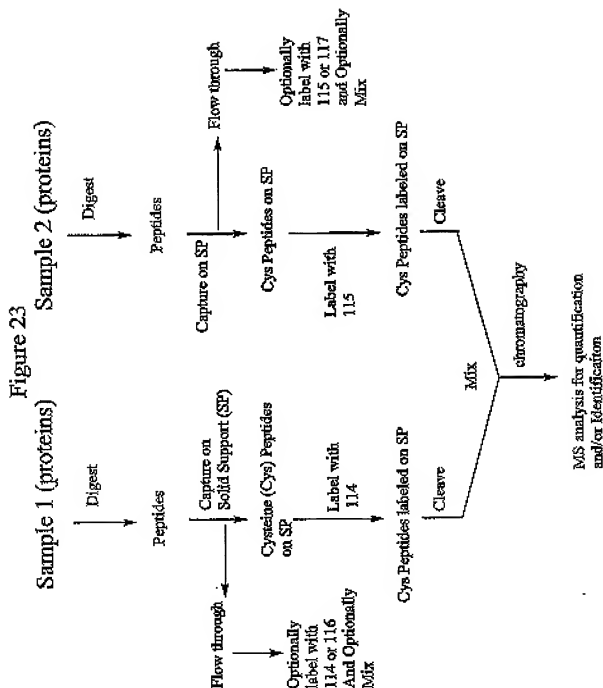 Figure 23
Sample 1 (proteins)
Digest
Peptides
Capture on
Solid Support (SP)
Flow through
Optionally
label with
114 or 116
And Optionally
Mix
Cysteine (Cys) Peptides
on SP
Label with
114
Cys Peptides labeled on SP
Cleave
Sample 2 (proteins)
Digest
Peptides
Capture on SP
Flow through
Optionally
label with
115 or 117
and Optionally
Mix
Cys Peptides on SP
Label with
115
Cys Peptides labeled on SP
Cleave
Mix
chromatography
MS analysis for quantification
and/or Identification